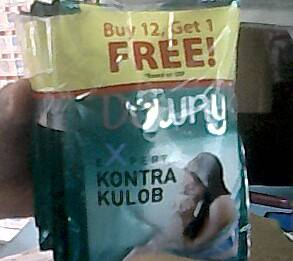 Buy 12, Get 1
FREE!
Downy
EXPERT
KONTRA
KULOB